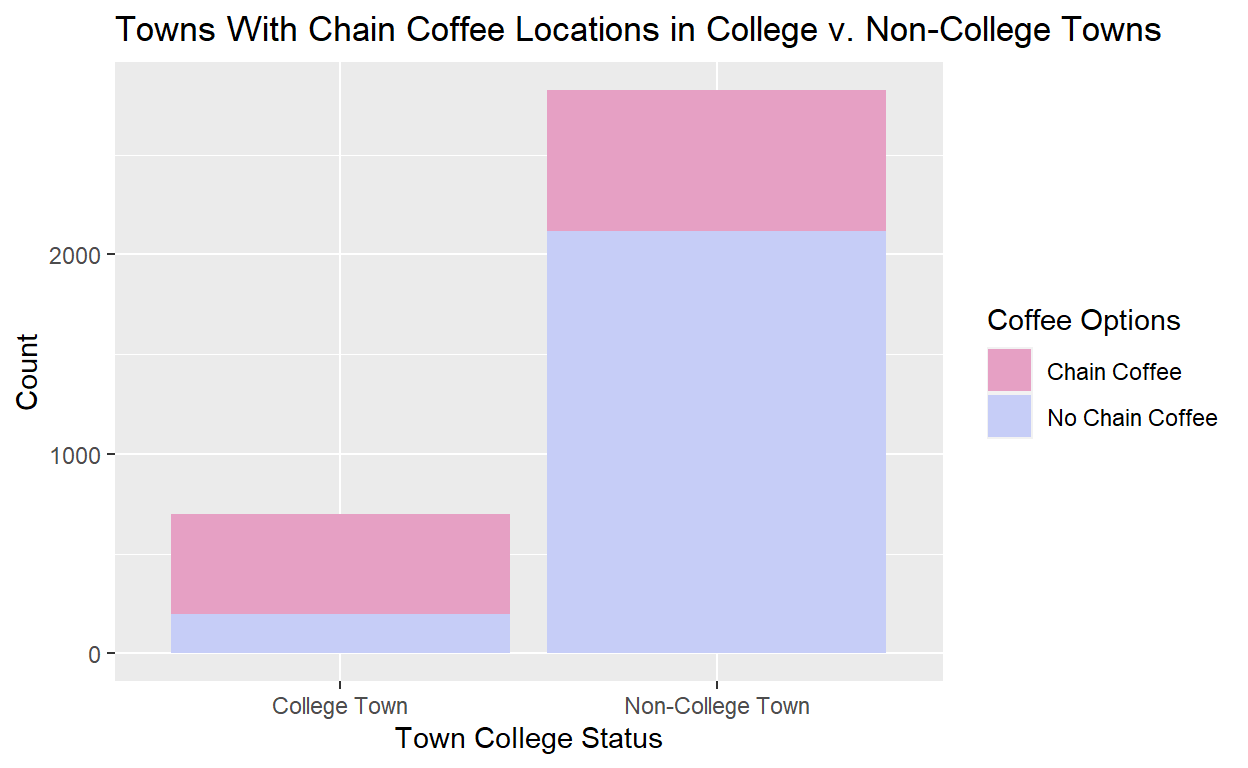 Towns With Chain Coffee Locations in College v. Non-College Towns
Count
2000
1000
0
College Town
Non-College Town
Town College Status
Coffee Options
Chain Coffee
No Chain Coffee